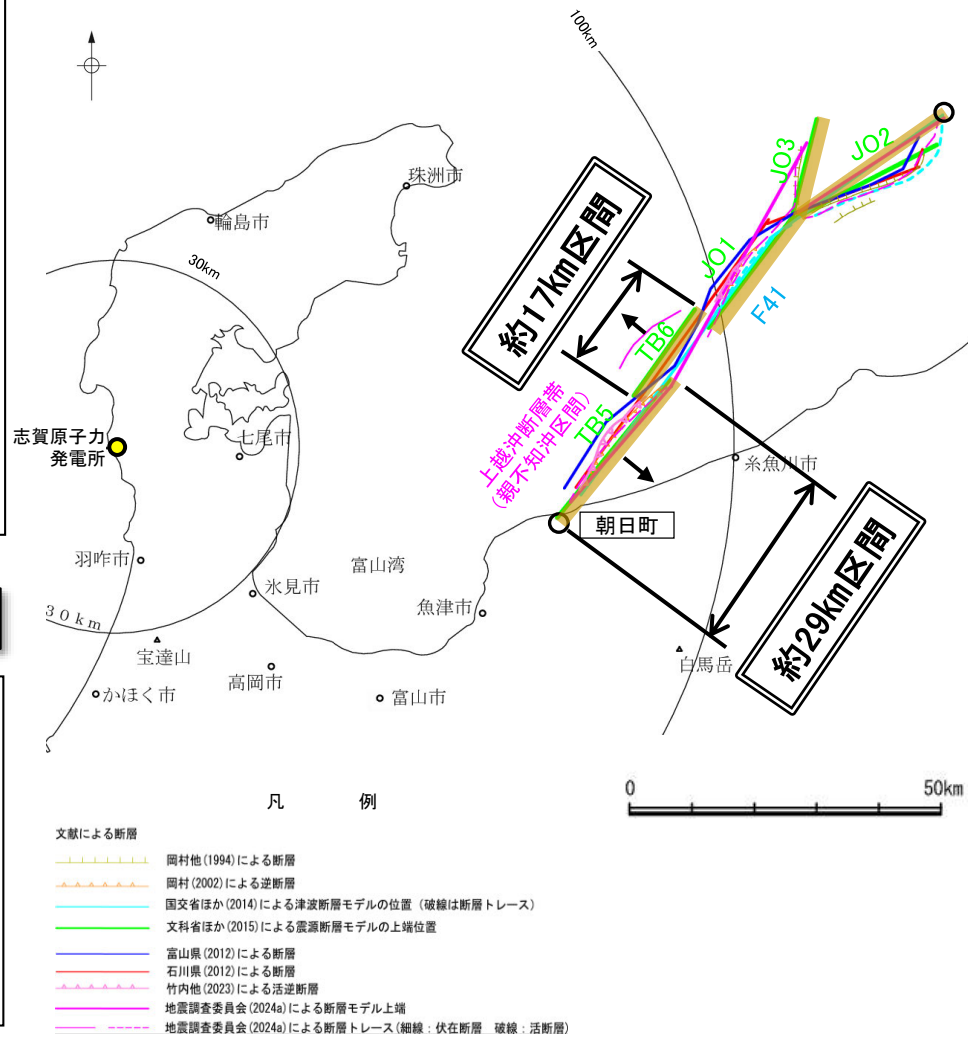 100km
JO3
JO2
珠洲市
輪島市
30km
約17km区間
JO1
F41
TB6
上越沖断層帯
(親不知沖区間)
TB5
志賀原子力
発電所
七尾市
糸魚川市
朝日町
羽咋市
富山湾
氷見市
魚津市
約29km区間
30km
宝達山
白馬岳
高岡市
かほく市
富山市
0
50km
凡 例
文献による断層
岡村他(1994)による断層
岡村(2002)による逆断層
国交省ほか(2014)による津波断層モデルの位置（破線は断層トレース）
文科省ほか(2015)による震源断層モデルの上端位置
富山県(2012)による断層
石川県(2012)による断層
竹内他(2023)による活逆断層
地震調査委員会(2024a)による断層モデル上端
地震調査委員会(2024a)による断層トレース(細線：伏在断層 破線：活断層)